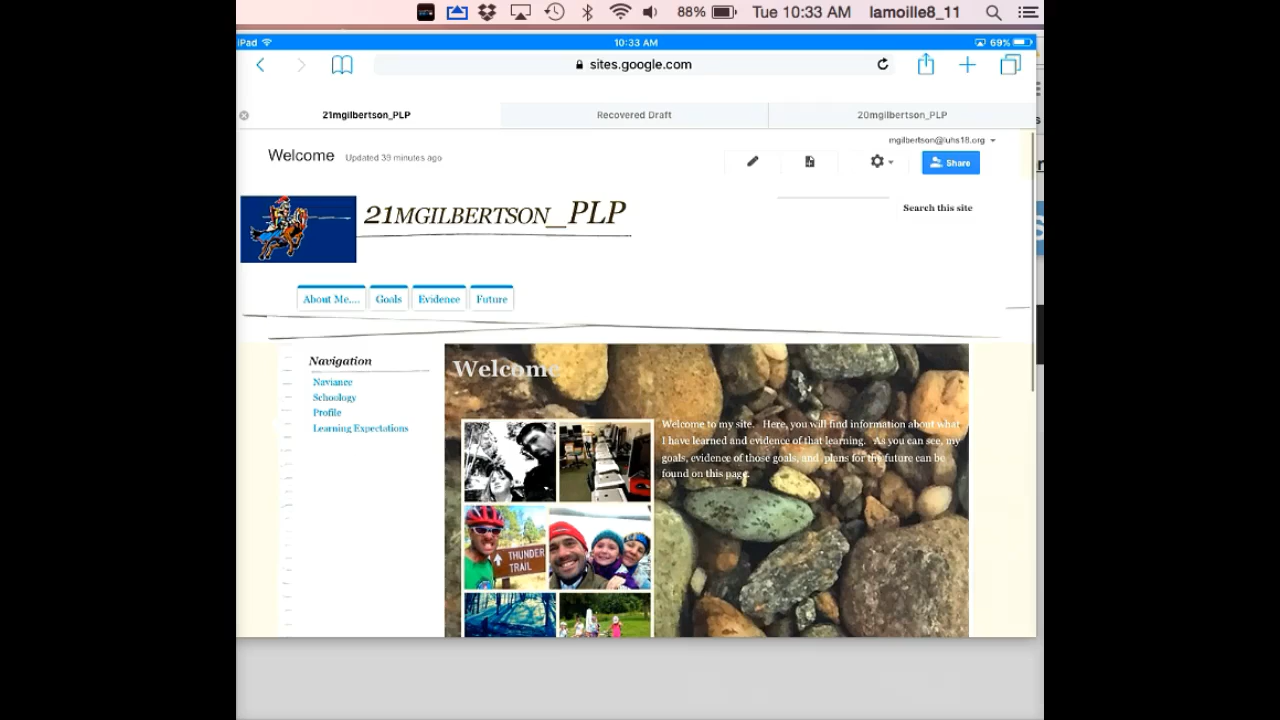 88% Tue 10:33 AM lamoille8_11
iPad 10:33 AM 69%
sites.google.com
21mgilbertson_PLP Recovered Draft 20mgilbertson_PLP
mgilbertson@luhs18.org
Welcome Updated 39 minutes ago Share
21MGILBERTSON_PLP
Search this site
About Me.... Goals Evidence Future
Navigation
Naviance
Schoology
Profile
Learning Expectations
Welcome
Welcome to my site. Here, you will find information about what
I have learned and evidence of that learning. As you can see, my
goals, evidence of those goals, and plans for the future can be
found on this page.
THUNDER
TRAIL